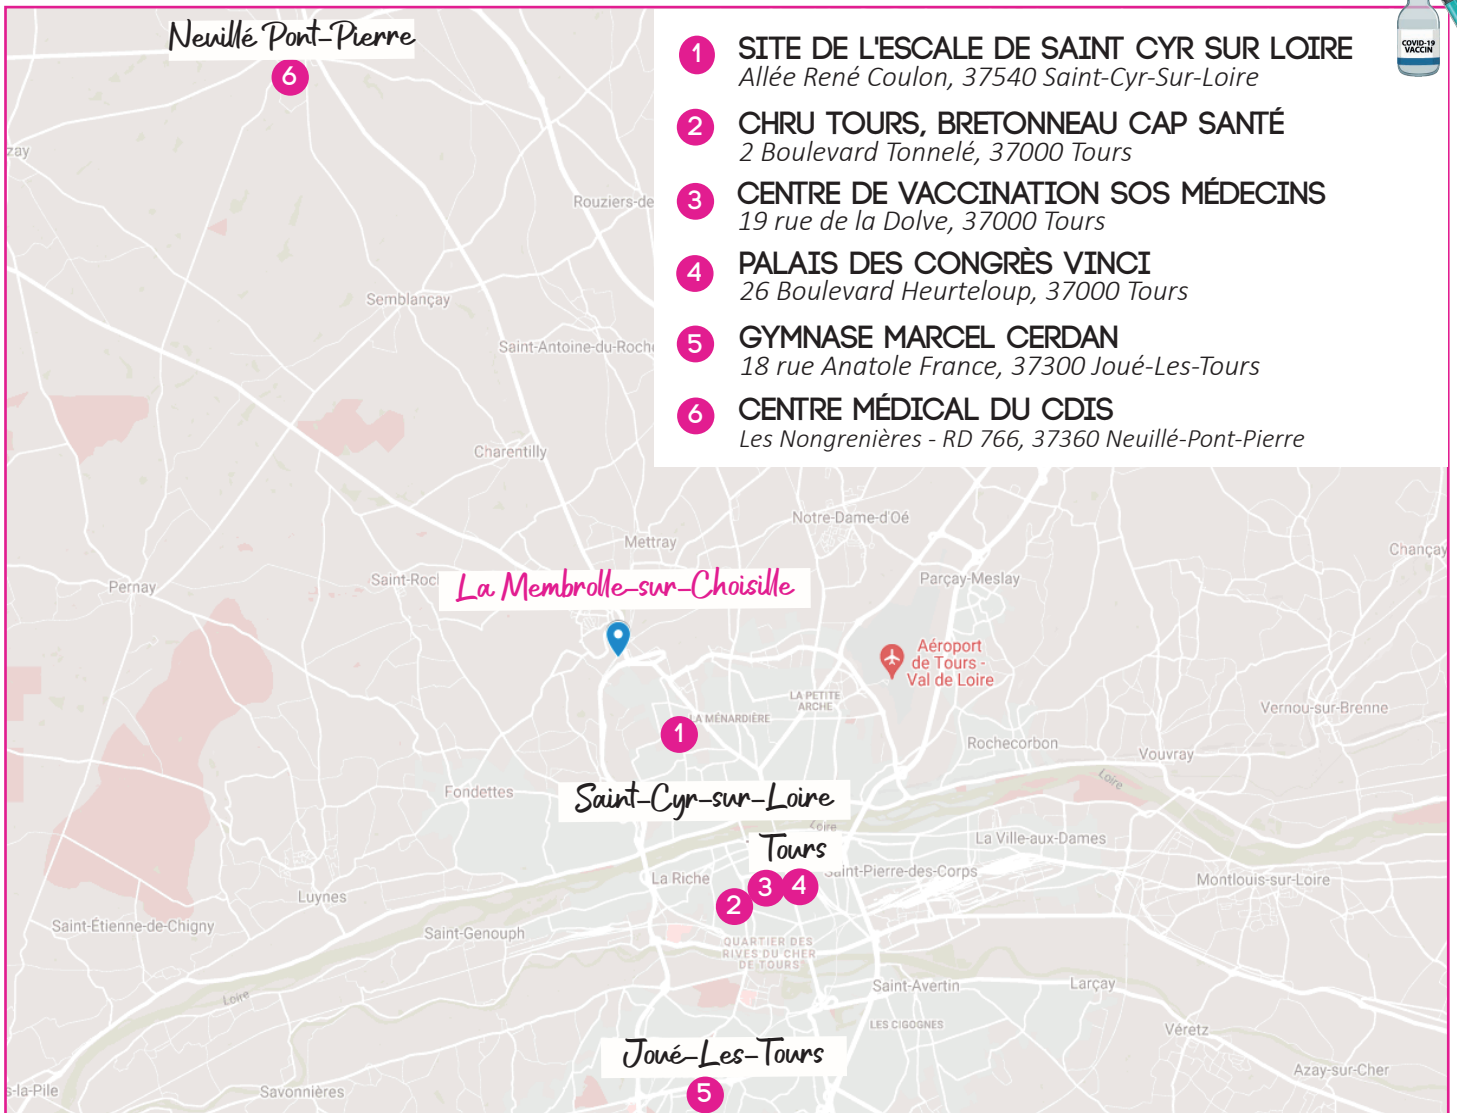 Neuillé Pont-Pierre
6
1 SITE DE L'ESCALE DE SAINT CYR SUR LOIRE
Allée René Coulon, 37540 Saint-Cyr-Sur-Loire
2 CHRU TOURS, BRETONNEAU CAP SANTÉ
2 Boulevard Tonnelé, 37000 Tours
3 CENTRE DE VACCINATION SOS MÉDECINS
19 rue de la Dolve, 37000 Tours
4 PALAIS DES CONGRÈS VINCI
26 Boulevard Heurteloup, 37000 Tours
5 GYMNASE MARCEL CERDAN
18 rue Anatole France, 37300 Joué-Les-Tours
6 CENTRE MÉDICAL DU CDIS
Les Nongrenières - RD 766, 37360 Neuillé-Pont-Pierre
COVID-19
VACCIN
zay
Rouziers-de
Semblançay
Saint-Antoine-du-Roche
Charentilly
Notre-Dame-d'Oé
Mettray
Chançay
Pernay
Saint-Roc
La Membrolle-sur-Choisille
Parçay-Meslay
Aéroport
de Tours -
Val de Loire
LA PETITE
ARCHE
LA MÉNARDIÈRE
1
Vernou-sur-Brenne
Rochecorbon
Vouvray
Loire
Fondettes
Saint-Cyr-sur-Loire
Loire
Tours
La Ville-aux-Dames
Saint-Pierre-des-Corps
La Riche
2
3
4
Montlouis-sur-Loire
Luynes
Saint-Étienne-de-Chigny
Saint-Genouph
QUARTIER DES
RIVES DU CHER
DE TOURS
Loire
Saint-Avertin
Larçay
LES CIGOGNES
Véretz
Joué-Les-Tours
5
Azay-sur-Cher
s-la-Pile
Savonnières